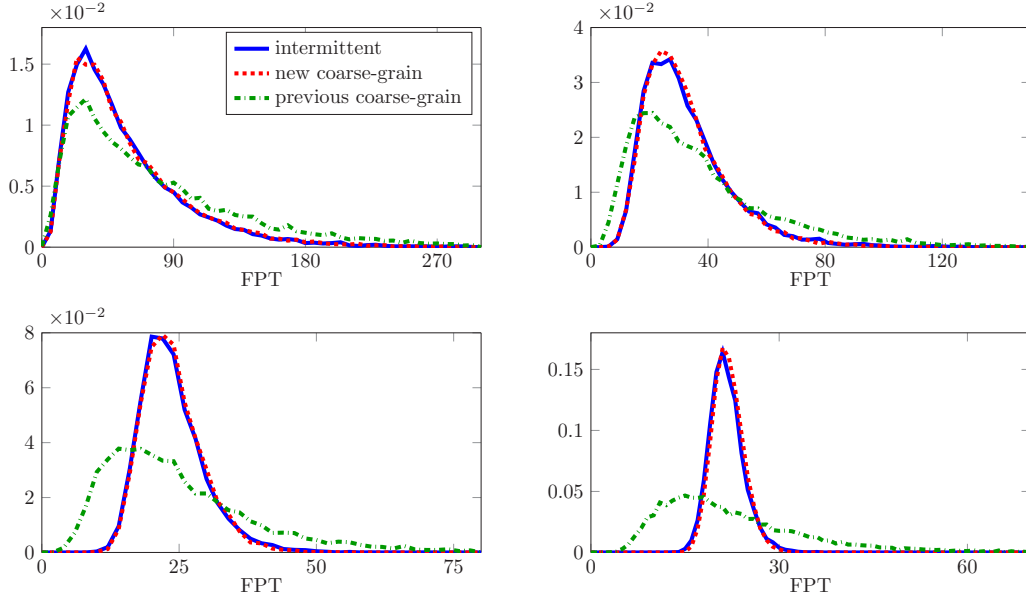 ×10−2
1.5
1
0.5
0
0 90 180 270
FPT
intermittent
new coarse-grain
previous coarse-grain
×10−2
4
3
2
1
0
0 40 80 120
FPT
×10−2
8
6
4
2
0
0 25 50 75
FPT
0.15
0.1
0.05
0
0 30 60
FPT